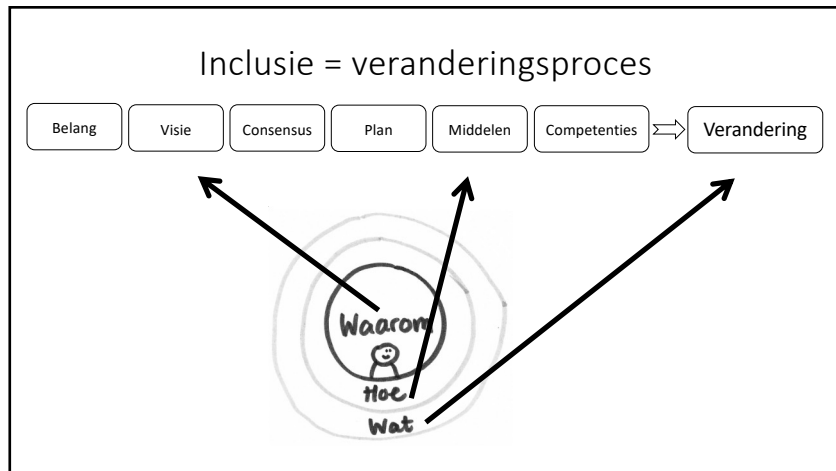 Inclusie = veranderingsproces
Belang Visie Consensus Plan Middelen Competenties Verandering
Waarom
Hoe
Wat